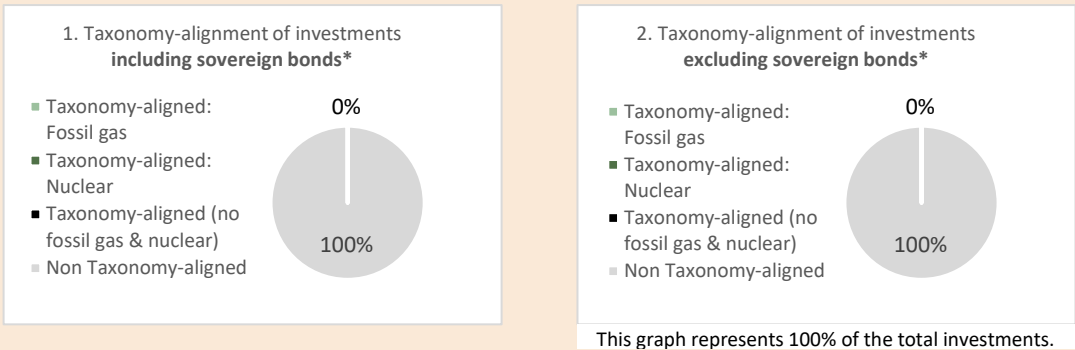 1. Taxonomy-alignment of investments
including sovereign bonds*
Taxonomy-aligned:
Fossil gas
Taxonomy-aligned:
Nuclear
Taxonomy-aligned (no
fossil gas & nuclear)
Non Taxonomy-aligned
0%
100%
2. Taxonomy-alignment of investments
excluding sovereign bonds*
Taxonomy-aligned:
Fossil gas
Taxonomy-aligned:
Nuclear
Taxonomy-aligned (no
fossil gas & nuclear)
Non Taxonomy-aligned
0%
100%
This graph represents 100% of the total investments.